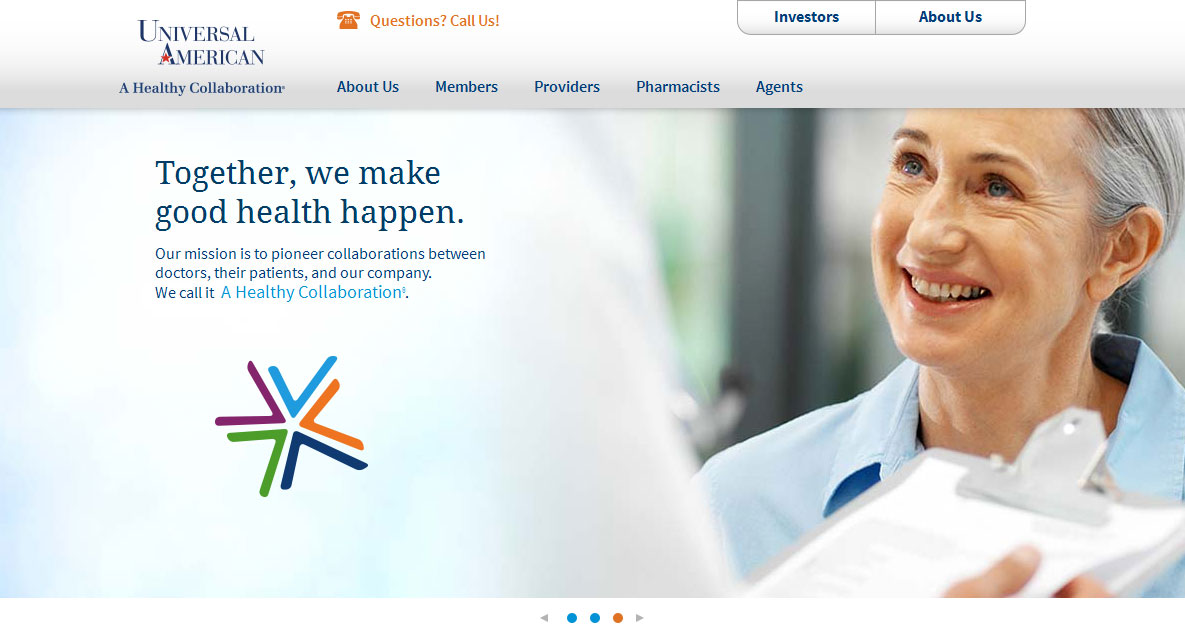 UNIVERSAL
AMERICAN
A Healthy Collaboration®
Questions? Call Us!
Investors
About Us
About Us
Members
Providers
Pharmacists
Agents
Together, we make
good health happen.
Our mission is to pioneer collaborations between
doctors, their patients, and our company.
We call it A Healthy Collaboration®.